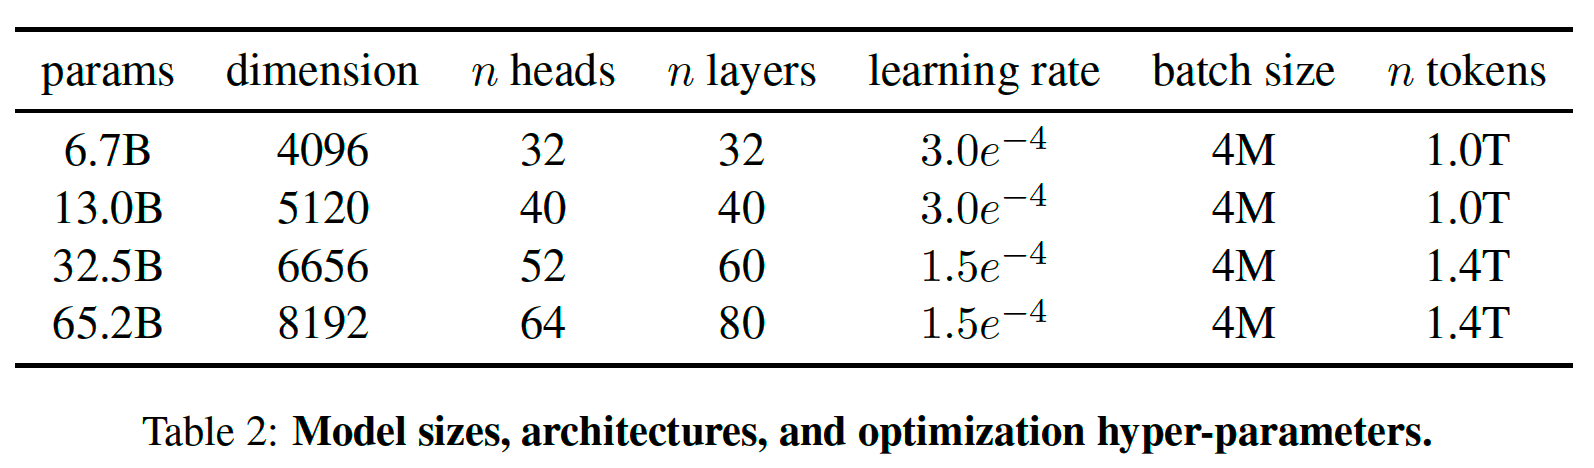 params dimension n heads n layers learning rate batch size n tokens
6.7B 4096 32 32 3.0e⁻⁴ 4M 1.0T
13.0B 5120 40 40 3.0e⁻⁴ 4M 1.0T
32.5B 6656 52 60 1.5e⁻⁴ 4M 1.4T
65.2B 8192 64 80 1.5e⁻⁴ 4M 1.4T
Table 2: Model sizes, architectures, and optimization hyper-parameters.